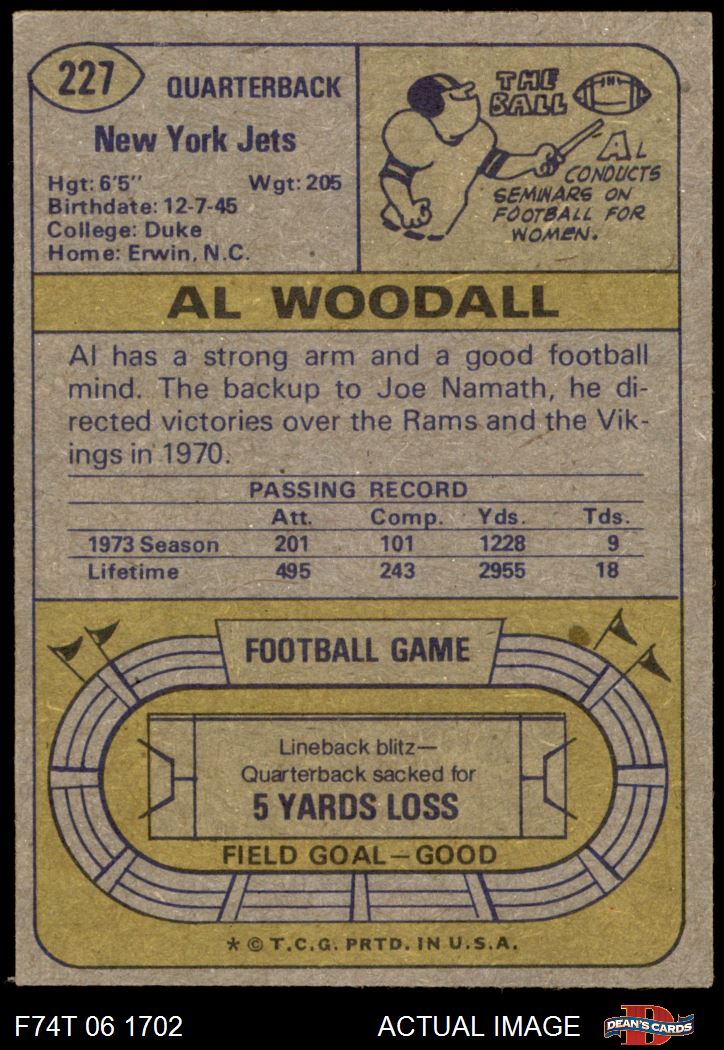 227
QUARTERBACK
New York Jets
Hgt: 6'5" Wgt: 205
Birthdate: 12-7-45
College: Duke
Home: Erwin, N.C.
THE
BALL
AL
CONDUCTS
SEMINARS ON
FOOTBALL FOR
WOMEN.
AL WOODALL
Al has a strong arm and a good football
mind. The backup to Joe Namath, he di-
rected victories over the Rams and the Vik-
ings in 1970.
PASSING RECORD
Att. Comp. Yds. Tds.
1973 Season 201 101 1228 9
Lifetime 495 243 2955 18
FOOTBALL GAME
Lineback blitz—
Quarterback sacked for
5 YARDS LOSS
FIELD GOAL—GOOD
* © T.C.G. PRTD. IN U.S.A.
F74T 06 1702 ACTUAL IMAGE
D
DEAN'S CARDS